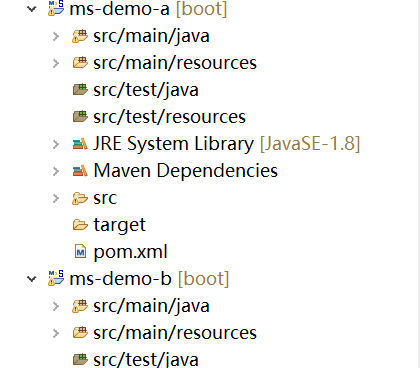 ms-demo-a [boot]
src/main/java
src/main/resources
src/test/java
src/test/resources
JRE System Library [JavaSE-1.8]
Maven Dependencies
src
target
pom.xml
ms-demo-b [boot]
src/main/java
src/main/resources
src/test/java